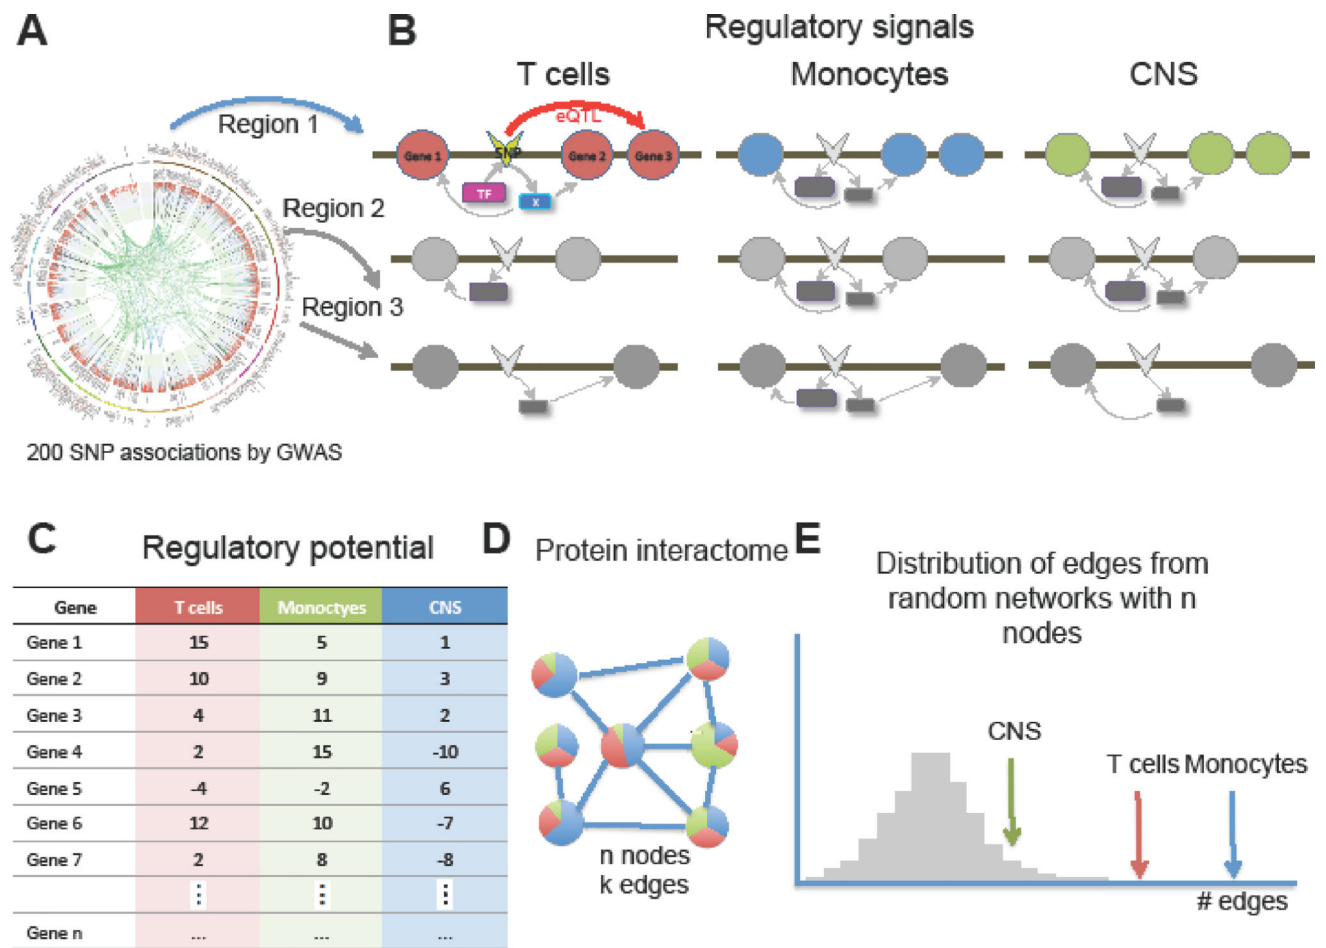 A
B
Regulatory signals
T cells
Monocytes
CNS
Region 1
eQTL
Gene 1
SNP
Gene 2
Gene 3
TF
X
Region 2
Region 3
200 SNP associations by GWAS
C
Regulatory potential
Gene T cells Monoctyes CNS
Gene 1 15 5 1
Gene 2 10 9 3
Gene 3 4 11 2
Gene 4 2 15 -10
Gene 5 -4 -2 6
Gene 6 12 10 -7
Gene 7 2 8 -8
⋮ ⋮ ⋮
Gene n ... ... ...
D
Protein interactome
n nodes
k edges
E
Distribution of edges from
random networks with n
nodes
CNS
T cells Monocytes
# edges